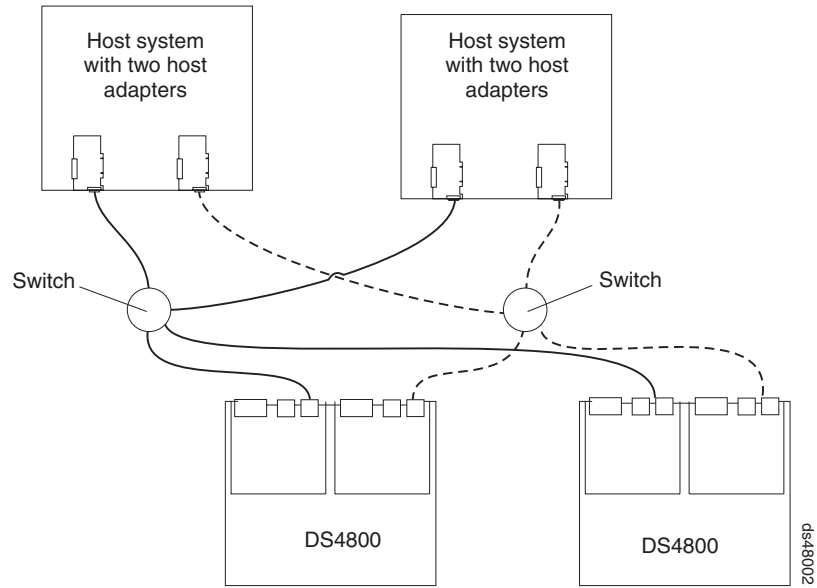 Host system
with two host
adapters
Host system
with two host
adapters
Switch
Switch
DS4800
DS4800
ds48002